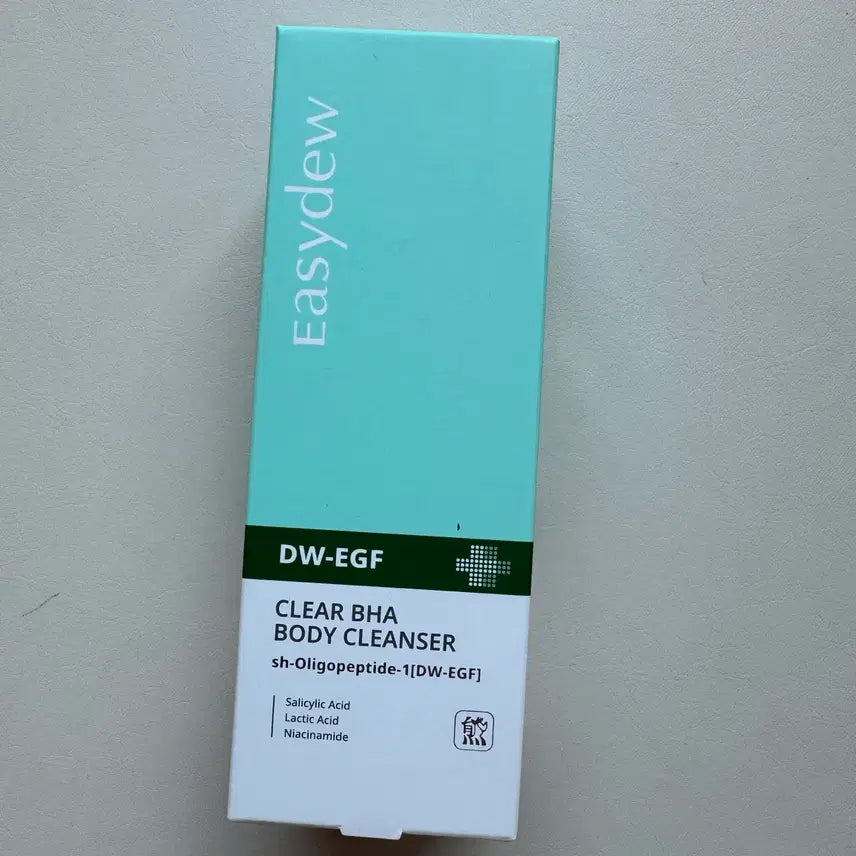 Easydew
DW-EGF
CLEAR BHA
BODY CLEANSER
sh-Oligopeptide-1[DW-EGF]
Salicylic Acid
Lactic Acid
Niacinamide